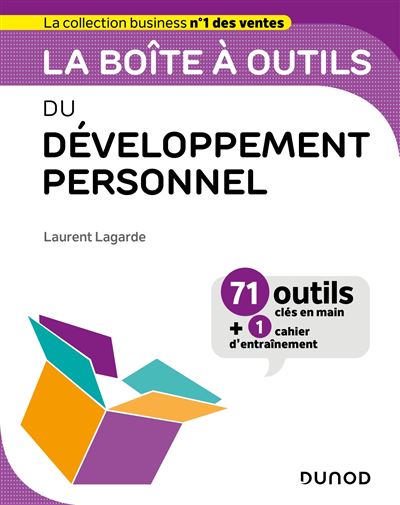 La collection business n°1 des ventes
LA BOÎTE À OUTILS
DU
DÉVELOPPEMENT
PERSONNEL
Laurent Lagarde
71 outils
clés en main
+ 1 cahier
d'entraînement
DUNOD